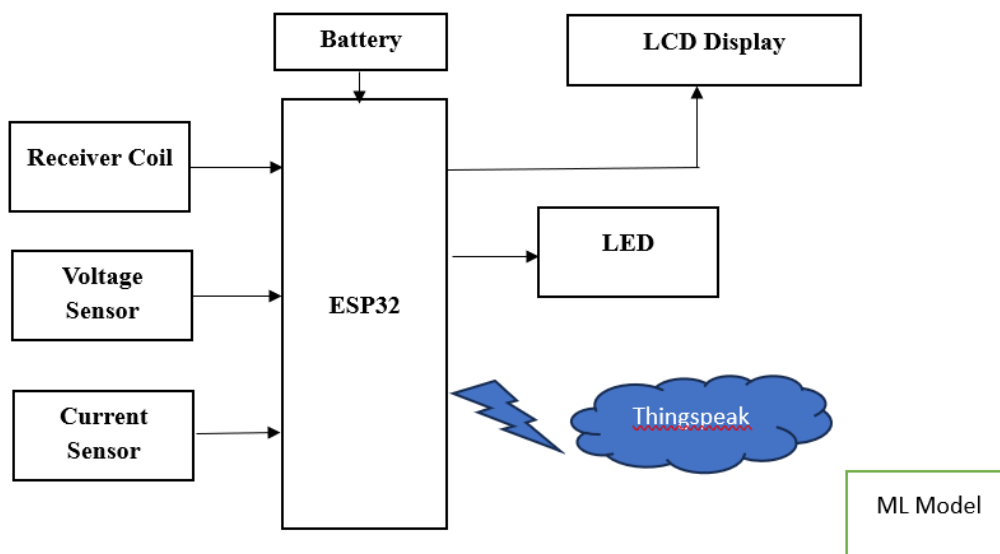 Battery
LCD Display
Receiver Coil
LED
Voltage
Sensor
ESP32
Current
Sensor
Thingspeak
ML Model